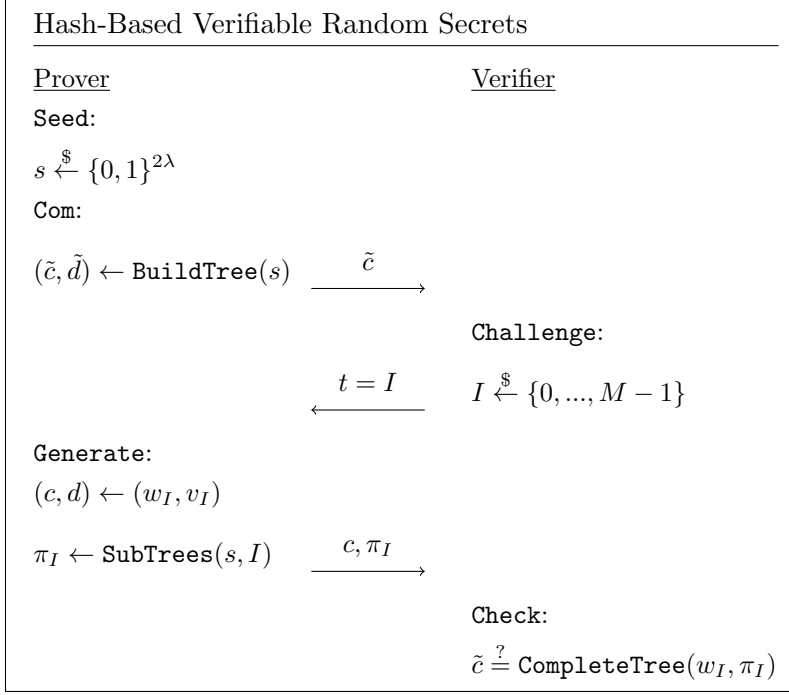 Hash-Based Verifiable Random Secrets
Prover Verifier
Seed:
s ←$ {0, 1}^{2λ}
Com:
(c̃, d̃) ← BuildTree(s) c̃
Challenge:
t = I I ←$ {0, ..., M − 1}
Generate:
(c, d) ← (w_I, v_I)
π_I ← SubTrees(s, I) c, π_I
Check:
c̃ ≟ CompleteTree(w_I, π_I)